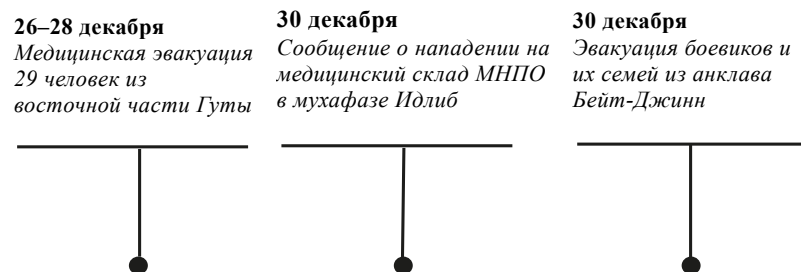 26–28 декабря
Медицинская эвакуация
29 человек из
восточной части Гуты
30 декабря
Сообщение о нападении на
медицинский склад МНПО
в мухафазе Идлиб
30 декабря
Эвакуация боевиков и
их семей из анклава
Бейт-Джинн